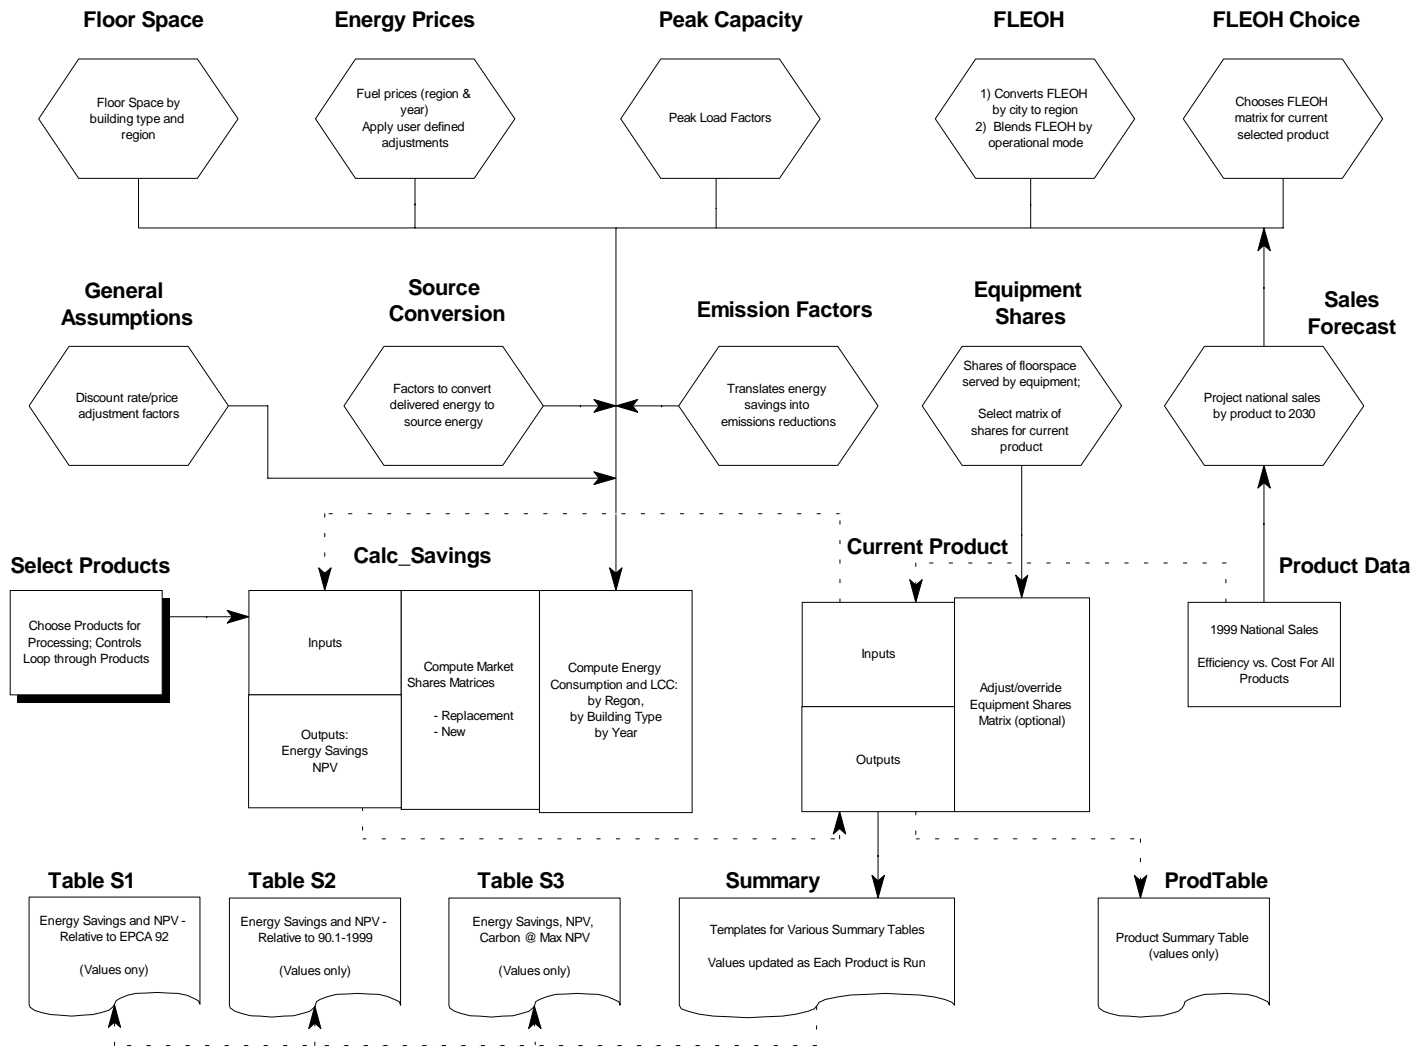 Floor Space
Energy Prices
Peak Capacity
FLEOH
FLEOH Choice
Floor Space by
building type and
region
Fuel prices (region &
year)
Apply user defined
adjustments
Peak Load Factors
1) Converts FLEOH
by city to region
2) Blends FLEOH by
operational mode
Chooses FLEOH
matrix for current
selected product
General
Assumptions
Source
Conversion
Emission Factors
Equipment
Shares
Sales
Forecast
Discount rate/price
adjustment factors
Factors to convert
delivered energy to
source energy
Translates energy
savings into
emissions reductions
Shares of floorspace
served by equipment;
Select matrix of
shares for current
product
Project national sales
by product to 2030
Select Products
Calc_Savings
Current Product
Product Data
Choose Products for
Processing; Controls
Loop through Products
Inputs
Outputs:
Energy Savings
NPV
Compute Market
Shares Matrices
- Replacement
- New
Compute Energy
Consumption and LCC:
by Regon,
by Building Type
by Year
Inputs
Outputs
Adjust/override
Equipment Shares
Matrix (optional)
1999 National Sales
Efficiency vs. Cost For All
Products
Table S1
Table S2
Table S3
Summary
ProdTable
Energy Savings and NPV -
Relative to EPCA 92
(Values ony)
Energy Savings and NPV -
Relative to 90.1-1999
(Values only)
Energy Savings, NPV,
Carbon @ Max NPV
(Values only)
Templates for Various Summary Tables
Values updated as Each Product is Run
Product Summary Table
(values only)